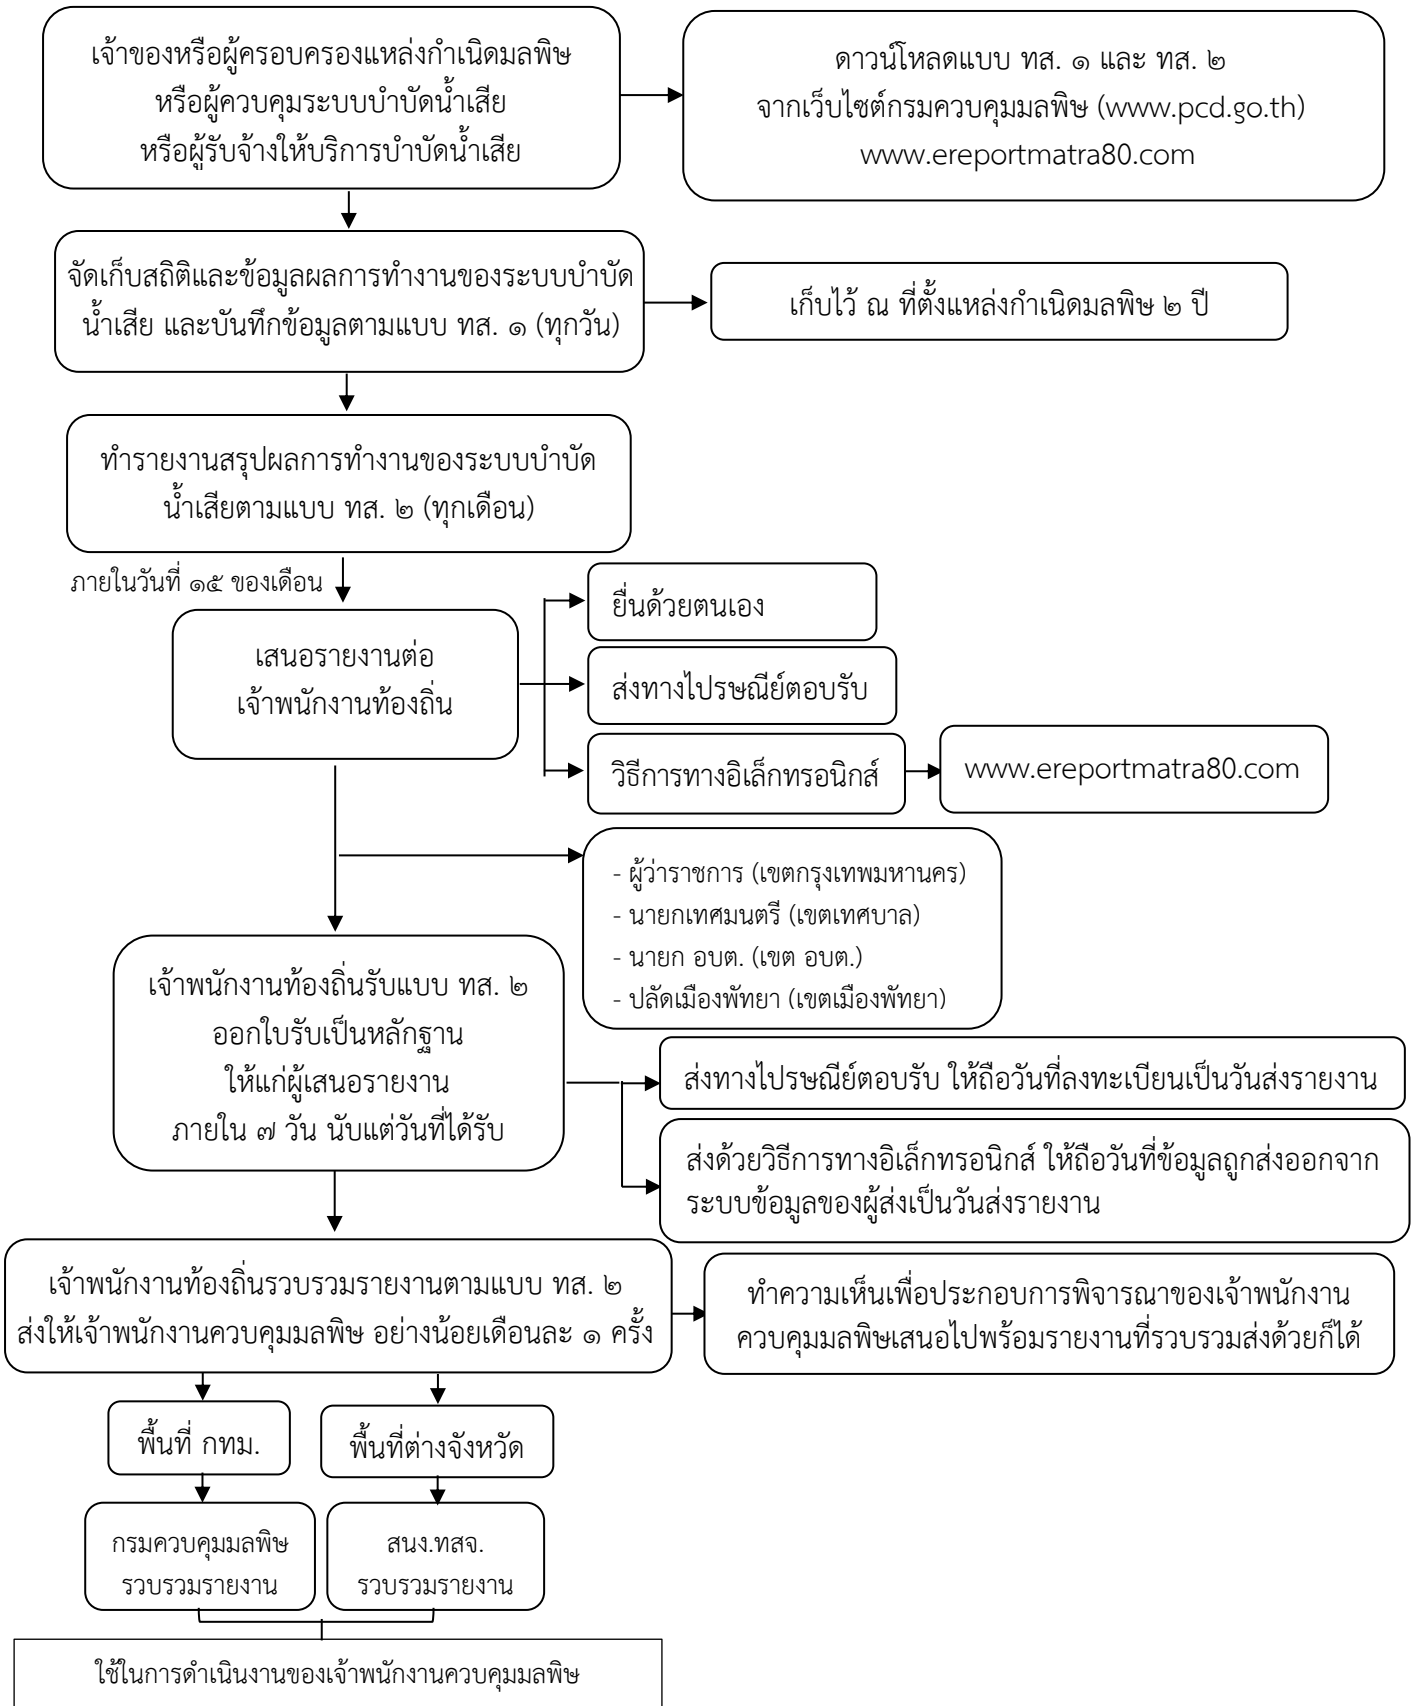 เจ้าของหรือผู้ครอบครองแหล่งกำเนิดมลพิษ
หรือผู้ควบคุมระบบบำบัดน้ำเสีย
หรือผู้รับจ้างให้บริการบำบัดน้ำเสีย
ดาวน์โหลดแบบ ทส. ๑ และ ทส. ๒
จากเว็บไซต์กรมควบคุมมลพิษ (www.pcd.go.th)
www.ereportmatra80.com
จัดเก็บสถิติและข้อมูลผลการทำงานของระบบบำบัด
น้ำเสีย และบันทึกข้อมูลตามแบบ ทส. ๑ (ทุกวัน)
เก็บไว้ ณ ที่ตั้งแหล่งกำเนิดมลพิษ ๒ ปี
ทำรายงานสรุปผลการทำงานของระบบบำบัด
น้ำเสียตามแบบ ทส. ๒ (ทุกเดือน)
ภายในวันที่ ๑๕ ของเดือน
เสนอรายงานต่อ
เจ้าพนักงานท้องถิ่น
ยื่นด้วยตนเอง
ส่งทางไปรษณีย์ตอบรับ
วิธีการทางอิเล็กทรอนิกส์
www.ereportmatra80.com
- ผู้ว่าราชการ (เขตกรุงเทพมหานคร)
- นายกเทศมนตรี (เขตเทศบาล)
- นายก อบต. (เขต อบต.)
- ปลัดเมืองพัทยา (เขตเมืองพัทยา)
เจ้าพนักงานท้องถิ่นรับแบบ ทส. ๒
ออกใบรับเป็นหลักฐาน
ให้แก่ผู้เสนอรายงาน
ภายใน ๗ วัน นับแต่วันที่ได้รับ
ส่งทางไปรษณีย์ตอบรับ ให้ถือวันที่ลงทะเบียนเป็นวันส่งรายงาน
ส่งด้วยวิธีการทางอิเล็กทรอนิกส์ ให้ถือวันที่ข้อมูลถูกส่งออกจาก
ระบบข้อมูลของผู้ส่งเป็นวันส่งรายงาน
เจ้าพนักงานท้องถิ่นรวบรวมรายงานตามแบบ ทส. ๒
ส่งให้เจ้าพนักงานควบคุมมลพิษ อย่างน้อยเดือนละ ๑ ครั้ง
ทำความเห็นเพื่อประกอบการพิจารณาของเจ้าพนักงาน
ควบคุมมลพิษเสนอไปพร้อมรายงานที่รวบรวมส่งด้วยก็ได้
พื้นที่ กทม.
พื้นที่ต่างจังหวัด
กรมควบคุมมลพิษ
รวบรวมรายงาน
สนง.ทสจ.
รวบรวมรายงาน
ใช้ในการดำเนินงานของเจ้าพนักงานควบคุมมลพิษ